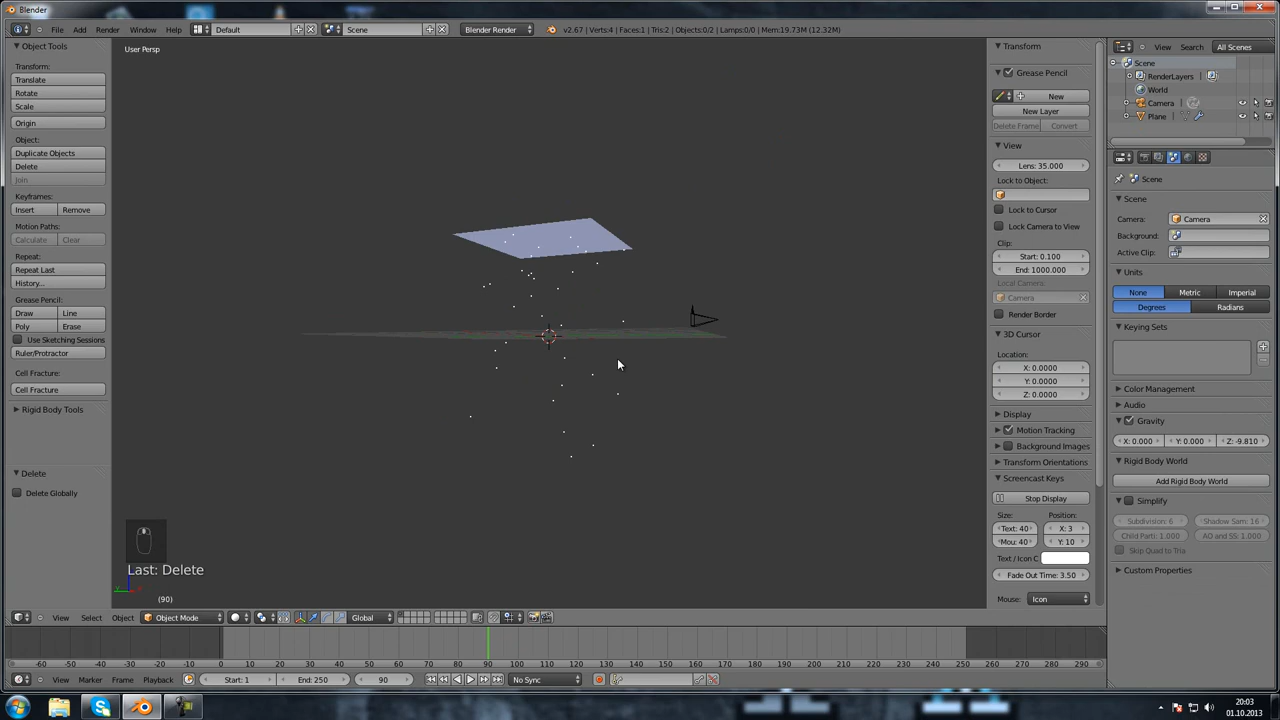 Blender
File Add Render Window Help Default Scene Blender Render v2.67 | Verts:4 | Faces:1 | Tris:2 | Objects:0/2 | Lamps:0/0 | Mem:19.73M (12.32M)
Object Tools
Transform:
Translate
Rotate
Scale
Origin
Object:
Duplicate Objects
Delete
Join
Keyframes:
Insert Remove
Motion Paths:
Calculate Clear
Repeat:
Repeat Last
History...
Grease Pencil:
Draw Line
Poly Erase
Use Sketching Sessions
Ruler/Protractor
Cell Fracture:
Cell Fracture
Rigid Body Tools
Delete
Delete Globally
User Persp
Last: Delete
(90)
Transform
Grease Pencil
New
New Layer
Delete Frame Convert
View
Lens: 35.000
Lock to Object:
Lock to Cursor
Lock Camera to View
Clip:
Start: 0.100
End: 1000.000
Local Camera:
Camera
Render Border
3D Cursor
Location:
X: 0.0000
Y: 0.0000
Z: 0.0000
Display
Motion Tracking
Background Images
Transform Orientations
Screencast Keys
Stop Display
Size: Position:
Text: 40 X: 3
Mou: 40 Y: 10
Text / Icon C
Fade Out Time: 3.50
Mouse: Icon
View Search All Scenes
Scene
RenderLayers
World
Camera
Plane
Scene
Scene
Camera: Camera
Background:
Active Clip:
Units
None Metric Imperial
Degrees Radians
Keying Sets
Color Management
Audio
Gravity
X: 0.000 Y: 0.000 Z: -9.810
Rigid Body World
Add Rigid Body World
Simplify
Subdivision: 6 Shadow Sam: 16
Child Parti: 1.000 AO and SS: 1.000
Skip Quad to Tria
Custom Properties
View Select Object Object Mode Global
-60 -50 -40 -30 -20 -10 0 10 20 30 40 50 60 70 80 90 100 110 120 130 140 150 160 170 180 190 200 210 220 230 240 250 260 270 280 290
View Marker Frame Playback Start: 1 End: 250 90 No Sync
20:03
01.10.2013